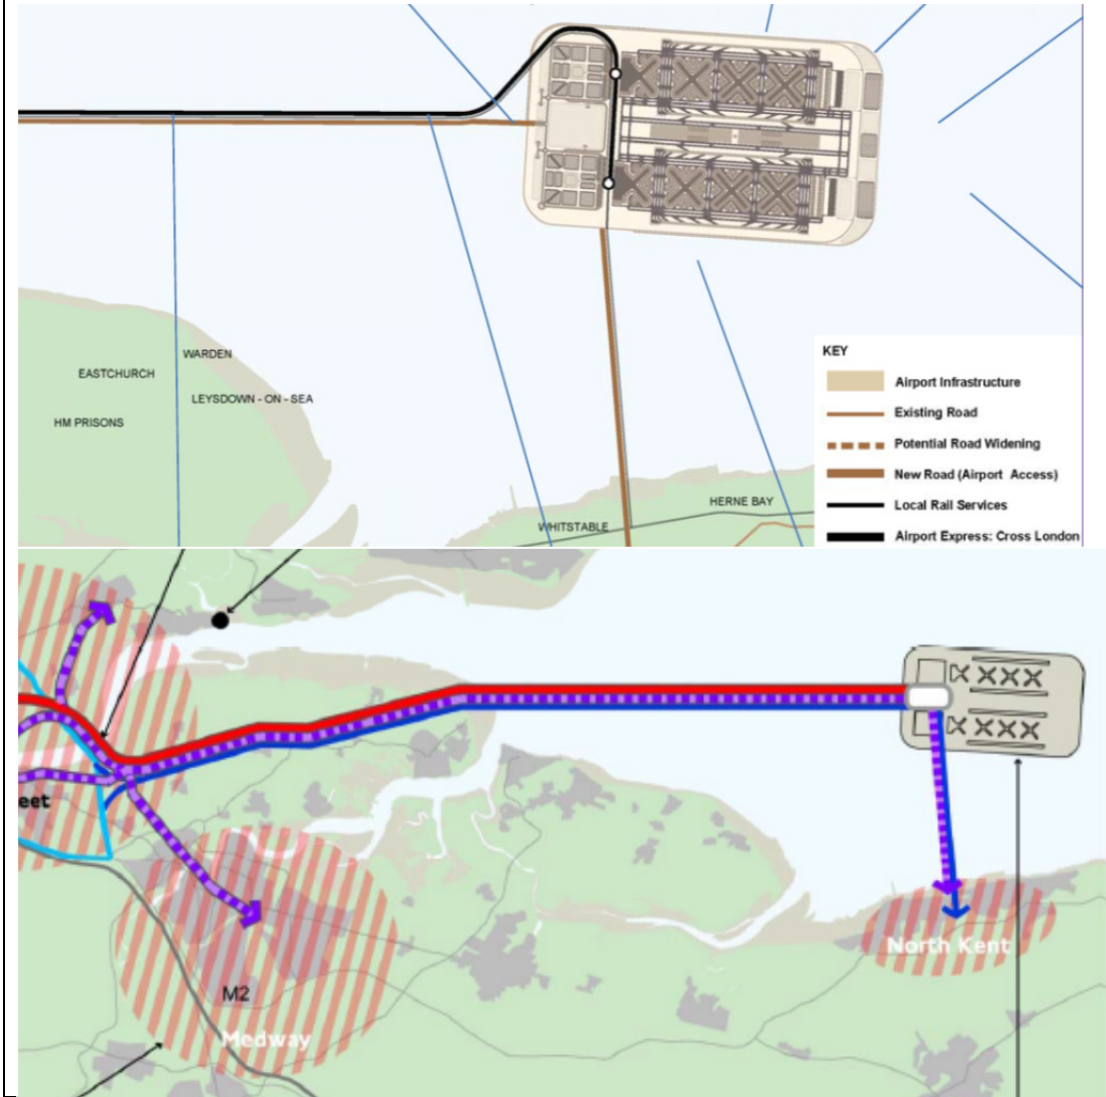 WARDEN
EASTCHURCH
LEYSDOWN - ON - SEA
HM PRISONS
WHITSTABLE
HERNE BAY
KEY
Airport Infrastructure
Existing Road
Potential Road Widening
New Road (Airport Access)
Local Rail Services
Airport Express: Cross London
eet
North Kent
M2
Medway